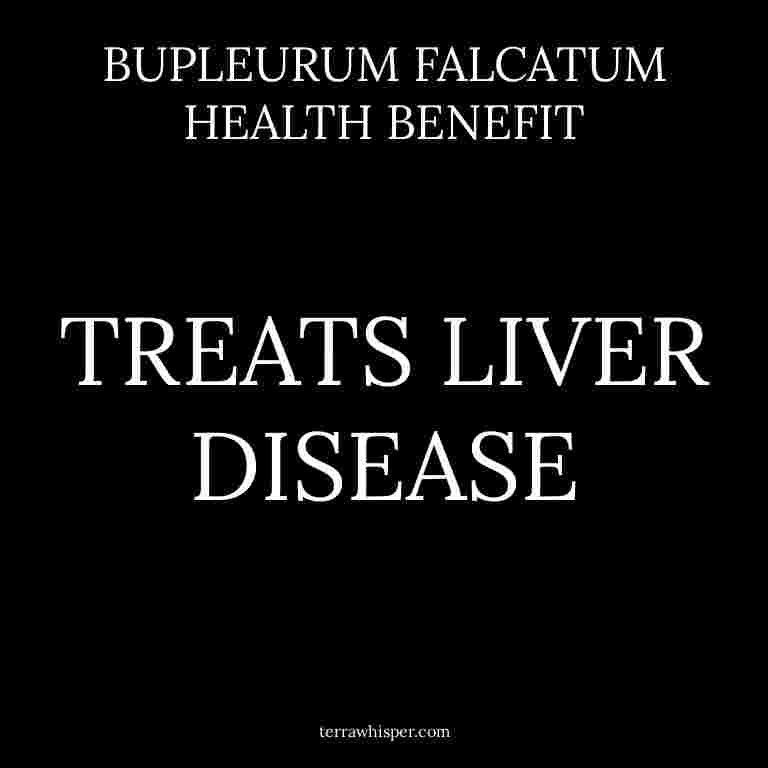 BUPLEURUM FALCATUM
HEALTH BENEFIT
TREATS LIVER
DISEASE
terrawhisper.com